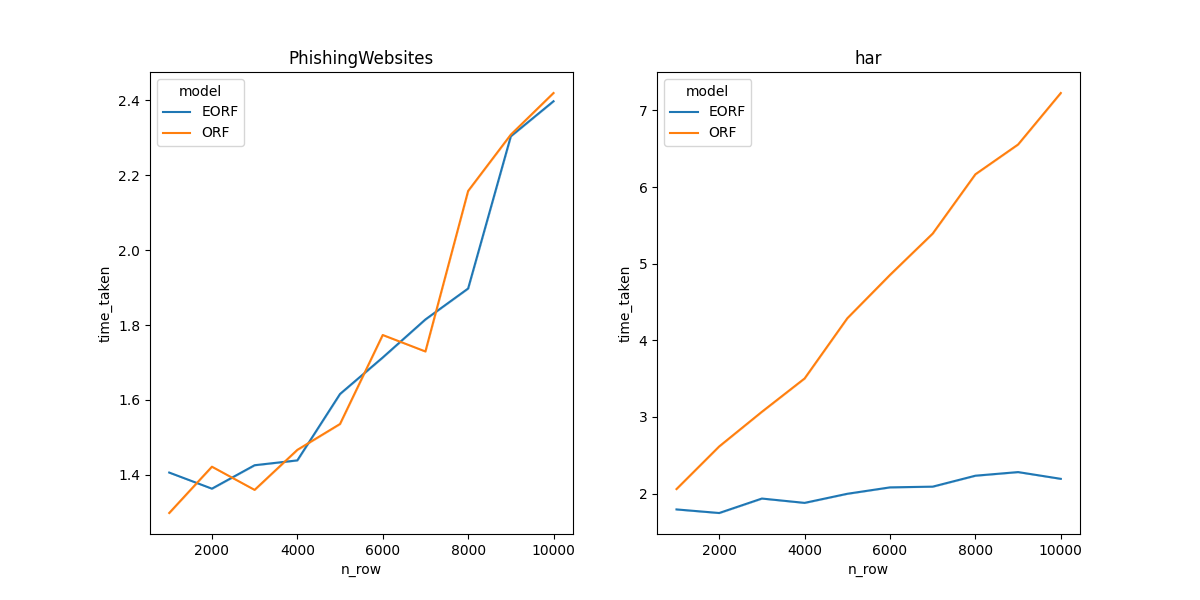 PhishingWebsites
model
EORF
ORF
2.4
2.2
2.0
1.8
1.6
1.4
time_taken
2000
4000
6000
8000
10000
n_row
har
model
EORF
ORF
7
6
5
4
3
2
time_taken
2000
4000
6000
8000
10000
n_row